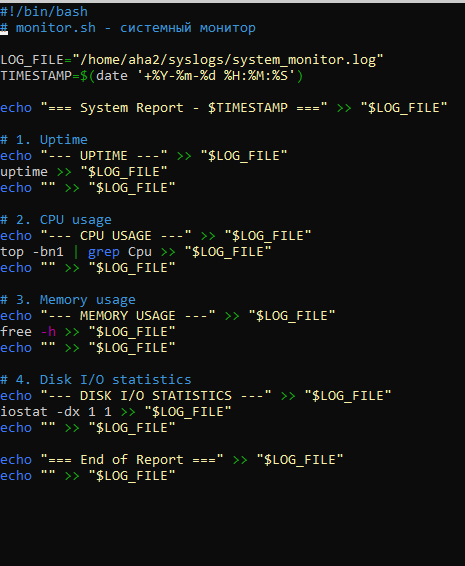 #!/bin/bash
# monitor.sh - системный монитор
LOG_FILE="/home/aha2/syslogs/system_monitor.log"
TIMESTAMP=$(date '+%Y-%m-%d %H:%M:%S')
echo "=== System Report - $TIMESTAMP ===" >> "$LOG_FILE"
# 1. Uptime
echo "--- UPTIME ---" >> "$LOG_FILE"
uptime >> "$LOG_FILE"
echo "" >> "$LOG_FILE"
# 2. CPU usage
echo "--- CPU USAGE ---" >> "$LOG_FILE"
top -bn1 | grep Cpu >> "$LOG_FILE"
echo "" >> "$LOG_FILE"
# 3. Memory usage
echo "--- MEMORY USAGE ---" >> "$LOG_FILE"
free -h >> "$LOG_FILE"
echo "" >> "$LOG_FILE"
# 4. Disk I/O statistics
echo "--- DISK I/O STATISTICS ---" >> "$LOG_FILE"
iostat -dx 1 1 >> "$LOG_FILE"
echo "" >> "$LOG_FILE"
echo "=== End of Report ===" >> "$LOG_FILE"
echo "" >> "$LOG_FILE"